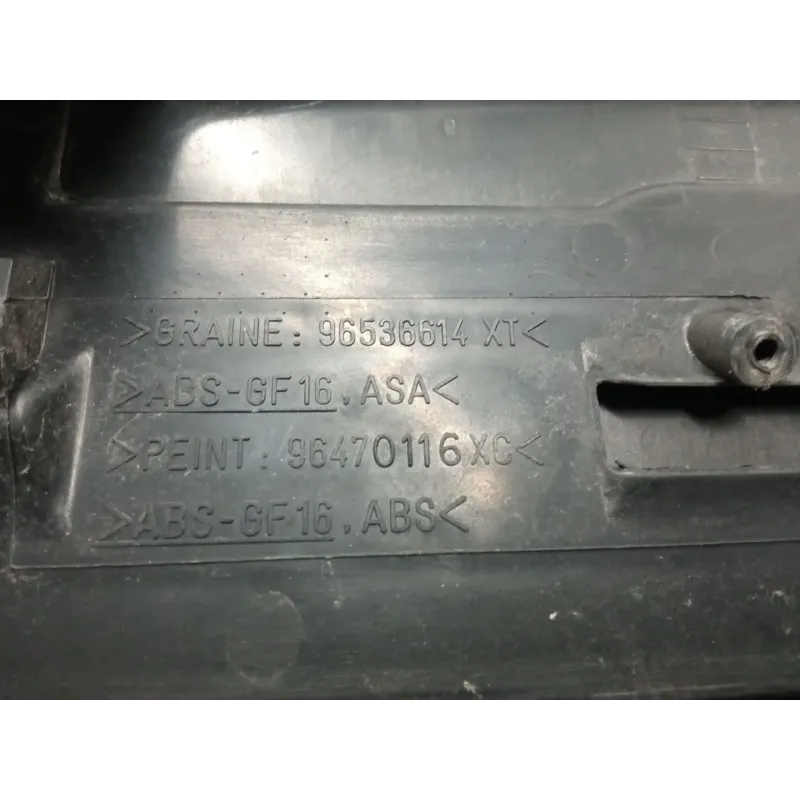 >GRAINE: 96536614 XT<
>ABS-GF16.ASA<
>PEINT: 96470116XC<
>ABS-GF16.ABS<